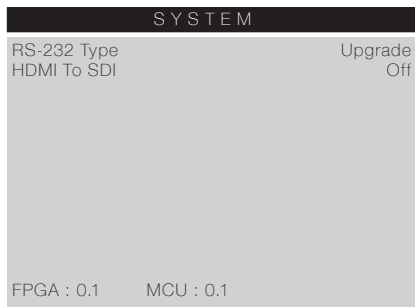 SYSTEM
RS-232 Type Upgrade
HDMI To SDI Off
FPGA : 0.1 MCU : 0.1